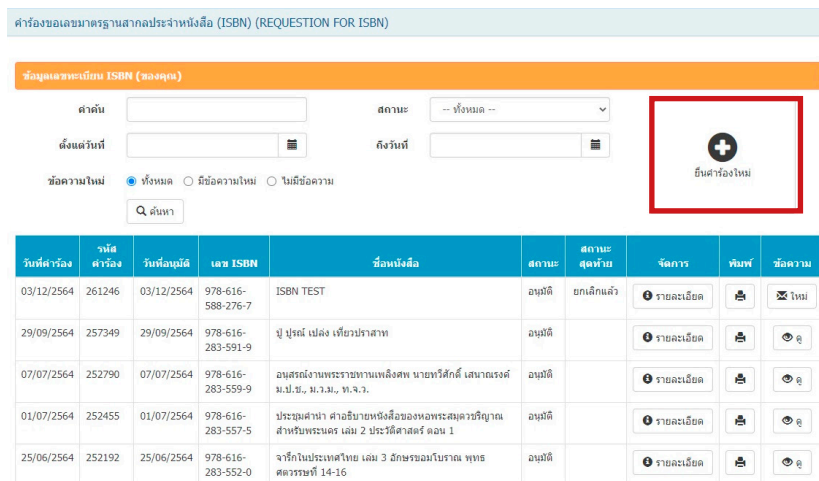 คำร้องขอเลขมาตรฐานสากลประจำหนังสือ (ISBN) (REQUESTION FOR ISBN)
ข้อมูลเลขทะเบียน ISBN (ของคุณ)
คำค้น สถานะ -- ทั้งหมด --
ตั้งแต่วันที่ ถึงวันที่
ข้อความใหม่ ทั้งหมด มีข้อความใหม่ ไม่มีข้อความ
ค้นหา
ยื่นคำร้องใหม่
วันที่คำร้อง รหัสคำร้อง วันที่อนุมัติ เลข ISBN ชื่อหนังสือ สถานะ สถานะสุดท้าย จัดการ พิมพ์ ข้อความ
03/12/2564 261246 03/12/2564 978-616- ISBN TEST อนุมัติ ยกเลิกแล้ว รายละเอียด ใหม่
588-276-7
29/09/2564 257349 29/09/2564 978-616- ปู่ ปูรณ์ เปล่ง เที่ยวปราสาท อนุมัติ รายละเอียด ดู
283-591-9
07/07/2564 252790 07/07/2564 978-616- อนุสรณ์งานพระราชทานเพลิงศพ นายทวีศักดิ์ เสนาณรงค์ อนุมัติ รายละเอียด ดู
283-559-9 ม.ป.ช., ม.ว.ม., ท.จ.ว.
01/07/2564 252455 01/07/2564 978-616- ประชุมคำนำ คำอธิบายหนังสือของหอพระสมุดวชิรญาณ อนุมัติ รายละเอียด ดู
283-557-5 สำหรับพระนคร เล่ม 2 ประวัติศาสตร์ ตอน 1
25/06/2564 252192 25/06/2564 978-616- จารึกในประเทศไทย เล่ม 3 อักษรขอมโบราณ พุทธ อนุมัติ รายละเอียด ดู
283-552-0 ศตวรรษที่ 14-16